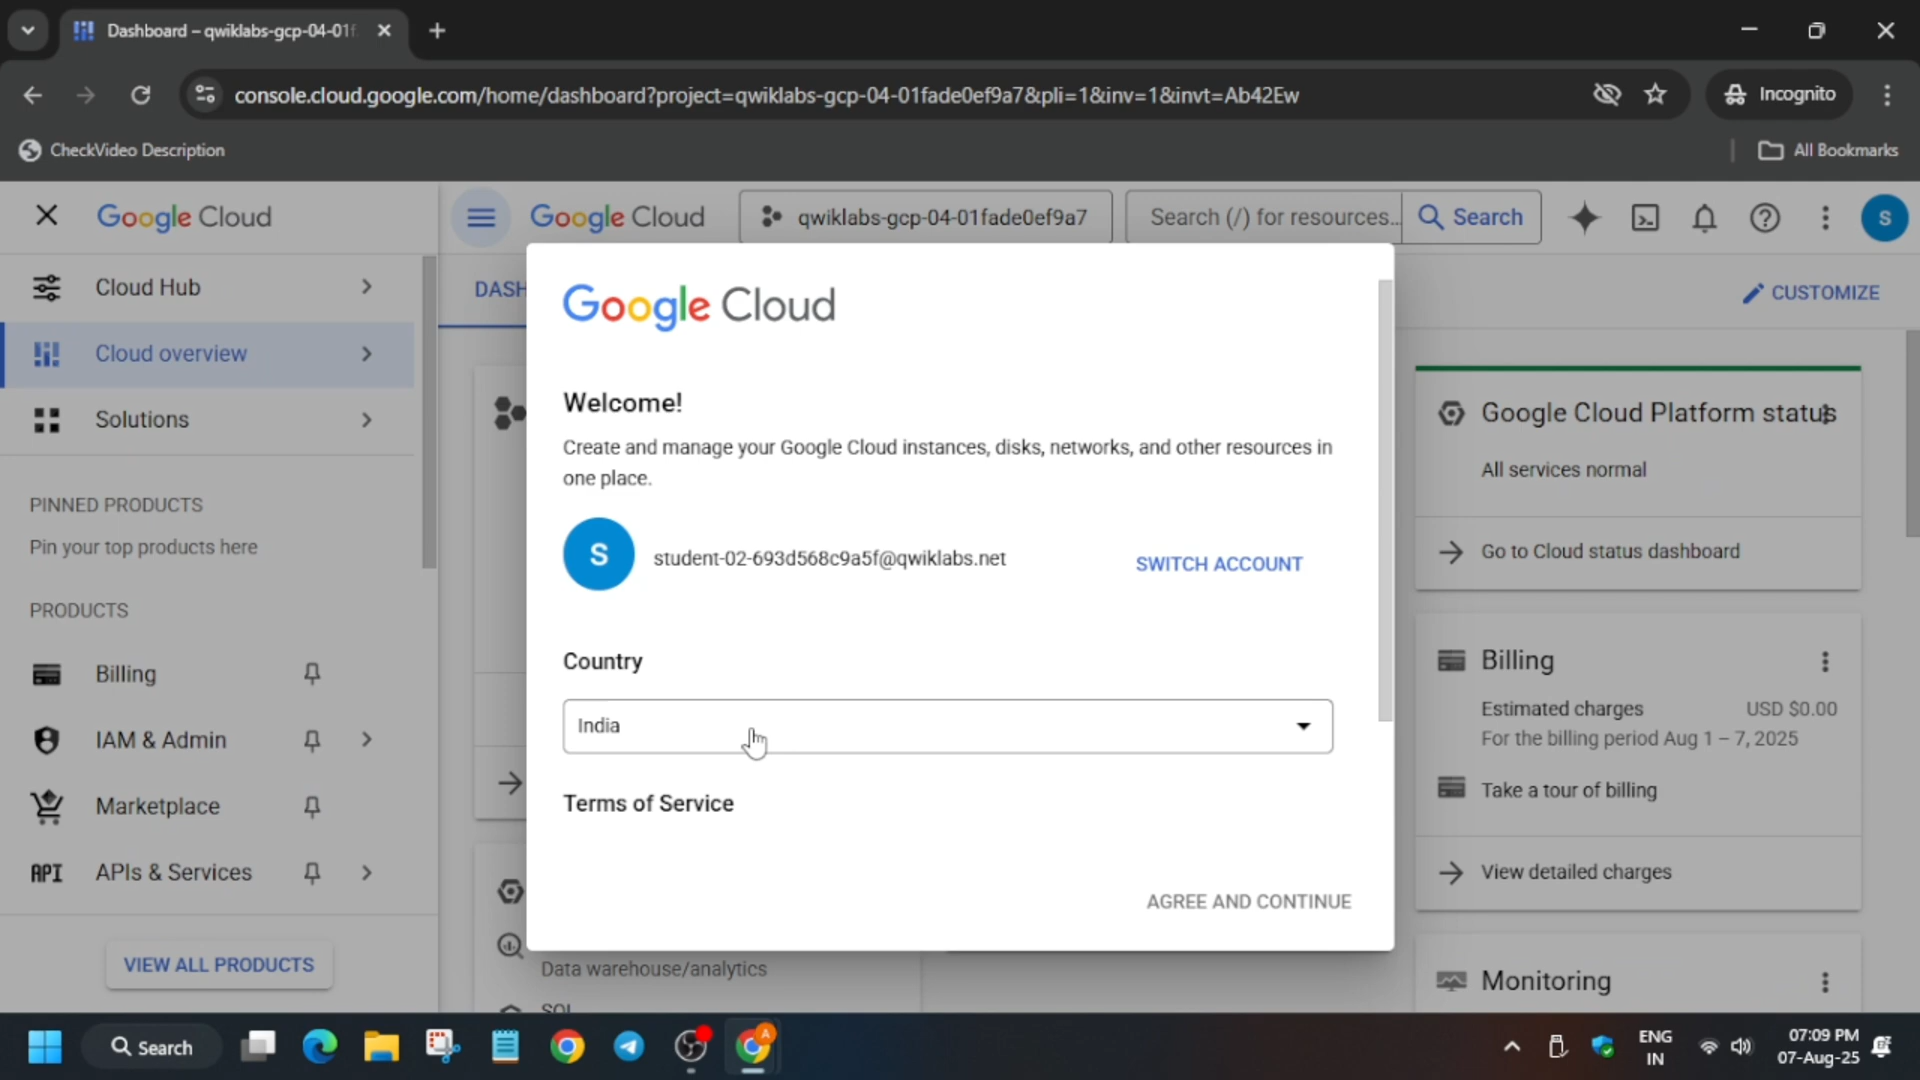 Dashboard – qwiklabs-gcp-04-01f
console.cloud.google.com/home/dashboard?project=qwiklabs-gcp-04-01fade0ef9a7&pli=1&inv=1&invt=Ab42Ew
Incognito
CheckVideo Description
All Bookmarks
Google Cloud
Google Cloud
qwiklabs-gcp-04-01fade0ef9a7
Search (/) for resources...
Search
S
Cloud Hub
Cloud overview
Solutions
PINNED PRODUCTS
Pin your top products here
PRODUCTS
Billing
IAM & Admin
Marketplace
API APIs & Services
VIEW ALL PRODUCTS
DASH
CUSTOMIZE
Google Cloud
Welcome!
Create and manage your Google Cloud instances, disks, networks, and other resources in
one place.
S
student-02-693d568c9a5f@qwiklabs.net
SWITCH ACCOUNT
Country
India
Terms of Service
AGREE AND CONTINUE
Data warehouse/analytics
SQL
Google Cloud Platform status
All services normal
Go to Cloud status dashboard
Billing
Estimated charges USD $0.00
For the billing period Aug 1 – 7, 2025
Take a tour of billing
View detailed charges
Monitoring
Search
A
ENG
IN
07:09 PM
07-Aug-25